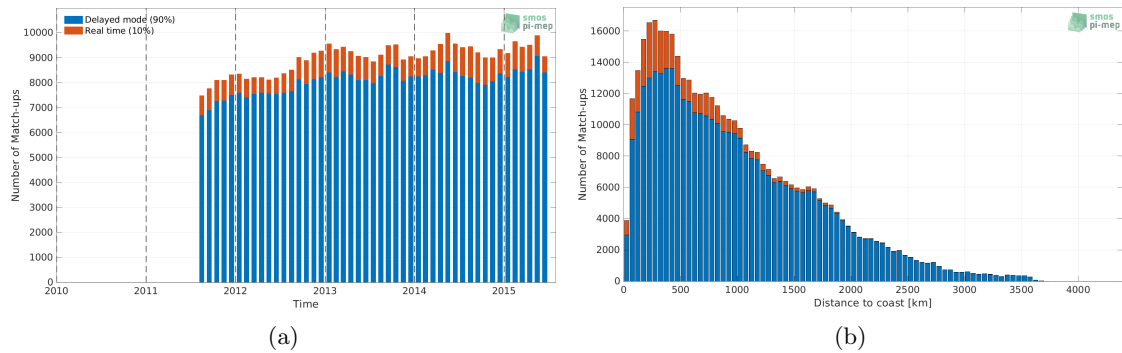 Delayed mode (90%)
Real time (10%)
smos
pi-mep
10000
9000
8000
7000
6000
5000
4000
3000
2000
1000
0
Number of Match-ups
2010
2011
2012
2013
2014
2015
Time
(a)
smos
pi-mep
16000
14000
12000
10000
8000
6000
4000
2000
0
Number of Match-ups
0
500
1000
1500
2000
2500
3000
3500
4000
Distance to coast [km]
(b)